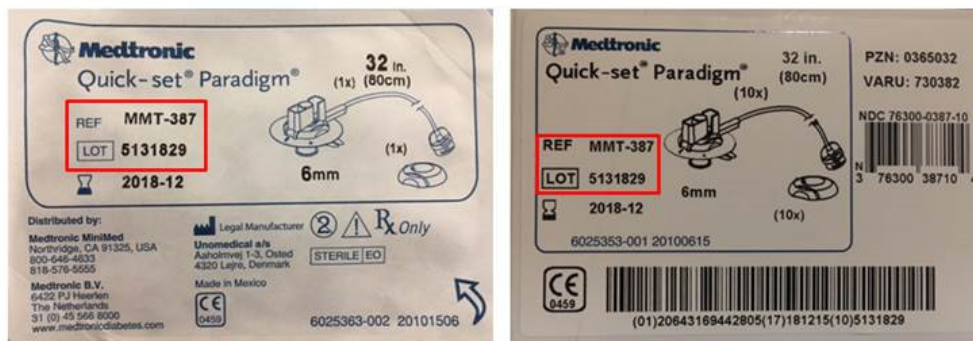 Medtronic
Quick-set® Paradigm®
32 in.
(1x) (80cm)
REF MMT-387
LOT 5131829
(1x)
2018-12
6mm
Distributed by:
Medtronic MiniMed
Northridge, CA 91325, USA
800-646-4633
818-576-5555
Medtronic B.V.
6422 PJ Heerlen
The Netherlands
31 (0) 45 566 8000
www.medtronicdiabetes.com
Legal Manufacturer
Unomedical a/s
Aaholmvej 1-3, Osted
4320 Lejre, Denmark
Made in Mexico
CE
0459
2
Rx Only
STERILE EO
6025363-002 20101506
Medtronic
Quick-set® Paradigm®
32 in.
(80cm)
(10x)
REF MMT-387
LOT 5131829
2018-12
6mm
(10x)
6025353-001 20100615
PZN: 0365032
VARU: 730382
NDC 76300-0387-10
N
3 76300 38710 4
CE
0459
(01)20643169442805(17)181215(10)5131829